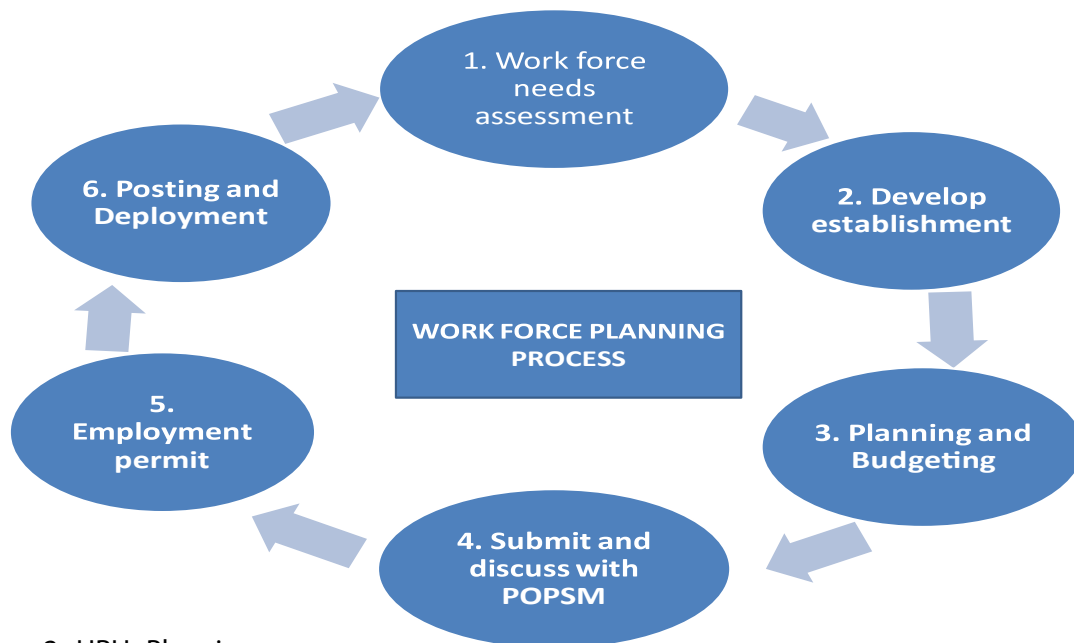 1. Work force
needs
assessment
2. Develop
establishment
3. Planning and
Budgeting
4. Submit and
discuss with
POPSM
5.
Employment
permit
6. Posting and
Deployment
WORK FORCE PLANNING
PROCESS